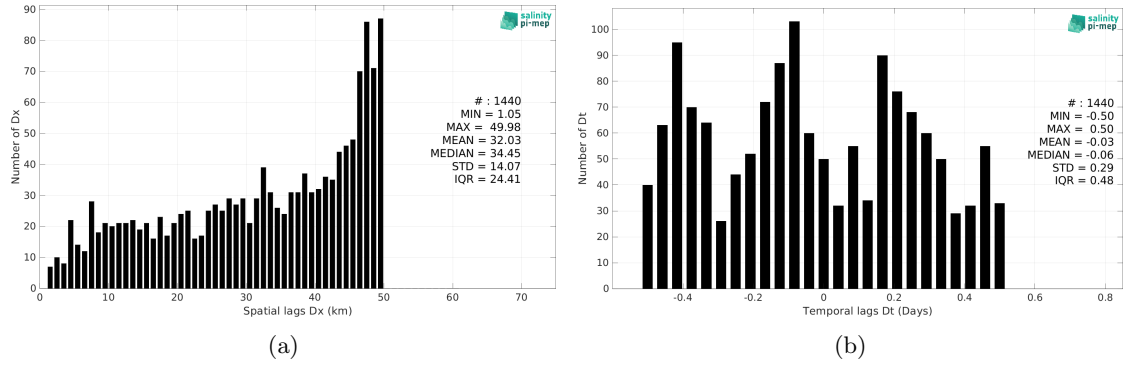 90
80
70
60
50
40
30
20
10
0
Number of Dx
salinity
pi-mep
# : 1440
MIN = 1.05
MAX = 49.98
MEAN = 32.03
MEDIAN = 34.45
STD = 14.07
IQR = 24.41
0 10 20 30 40 50 60 70
Spatial lags Dx (km)
(a)
100
90
80
70
60
50
40
30
20
10
0
Number of Dt
salinity
pi-mep
# : 1440
MIN = -0.50
MAX = 0.50
MEAN = -0.03
MEDIAN = -0.06
STD = 0.29
IQR = 0.48
-0.4 -0.2 0 0.2 0.4 0.6 0.8
Temporal lags Dt (Days)
(b)